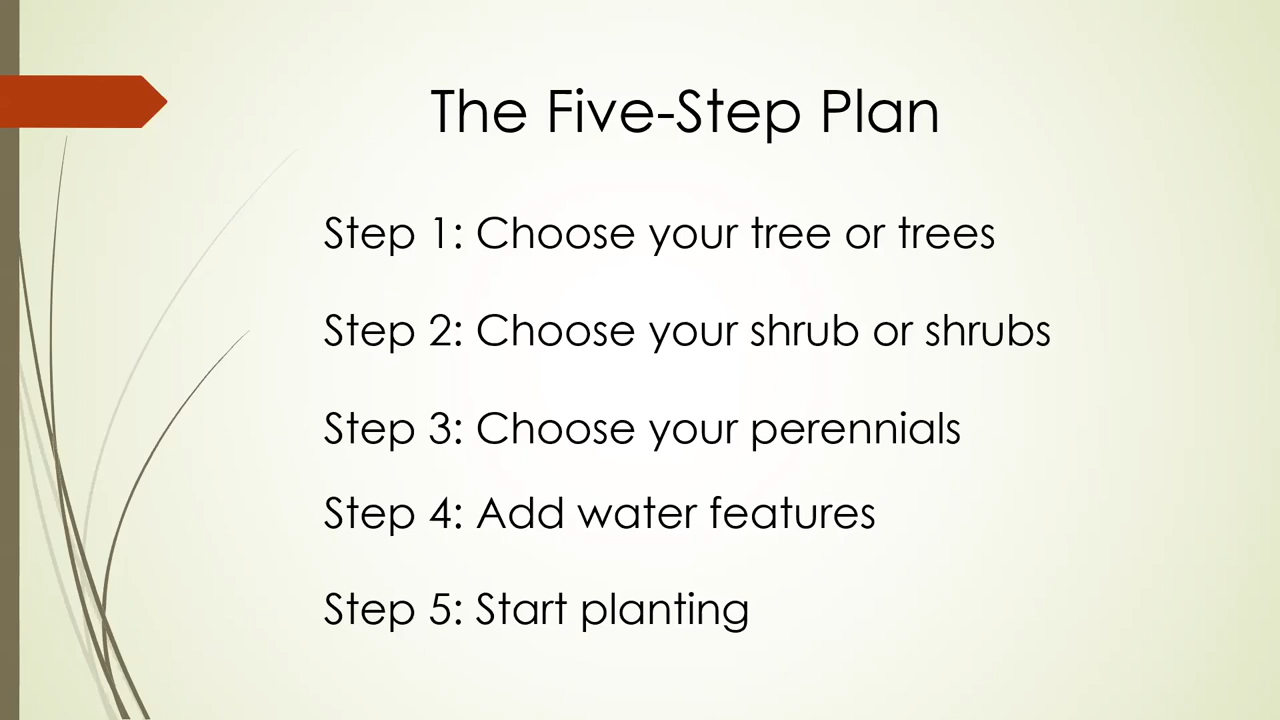 The Five-Step Plan
Step 1: Choose your tree or trees
Step 2: Choose your shrub or shrubs
Step 3: Choose your perennials
Step 4: Add water features
Step 5: Start planting